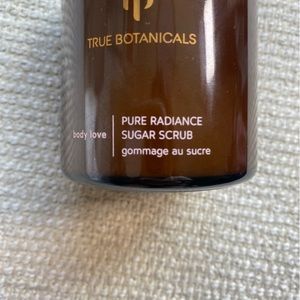 TRUE BOTANICALS
PURE RADIANCE
body love SUGAR SCRUB
gommage au sucre